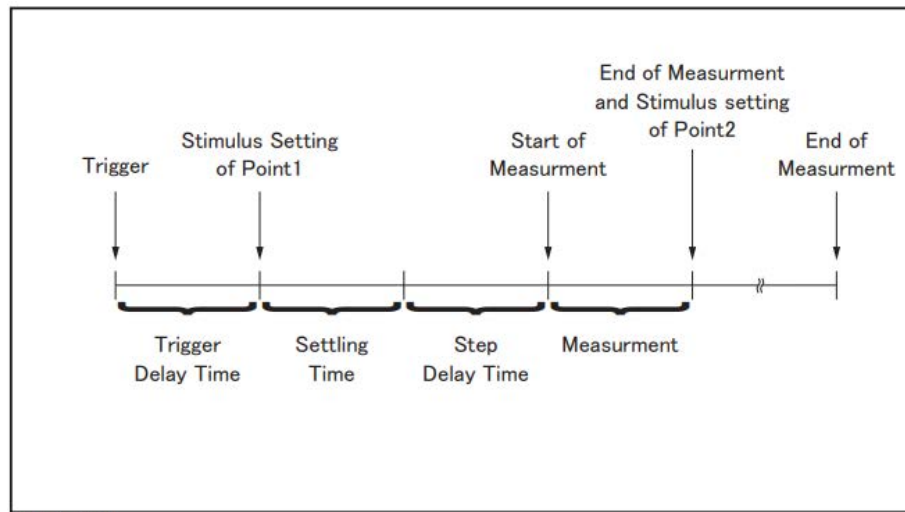 Trigger
Stimulus Setting
of Point1
Start of
Measurment
End of Measurment
and Stimulus setting
of Point2
End of
Measurment
Trigger
Delay Time
Settling
Time
Step
Delay Time
Measurment